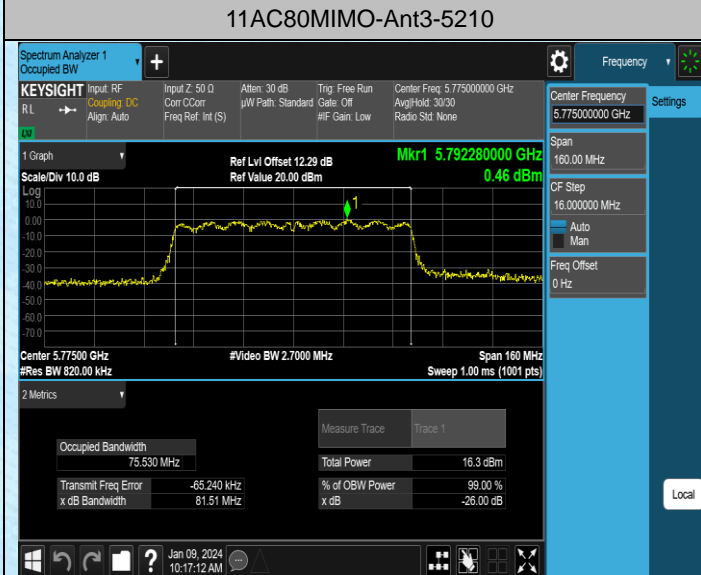 11AC80MIMO-Ant3-5210
Spectrum Analyzer 1
Occupied BW
Frequency
KEYSIGHT
RL
LXI
Input: RF
Coupling: DC
Align: Auto
Input Z: 50 Ω
Corr CCorr
Freq Ref: Int (S)
Atten: 30 dB
µW Path: Standard
Trig: Free Run
Gate: Off
#IF Gain: Low
Center Freq: 5.775000000 GHz
Avg|Hold: 30/30
Radio Std: None
Center Frequency
5.775000000 GHz
Settings
Span
160.00 MHz
CF Step
16.000000 MHz
Auto
Man
Freq Offset
0 Hz
1 Graph
Scale/Div 10.0 dB
Ref Lvl Offset 12.29 dB
Ref Value 20.00 dBm
Mkr1 5.792280000 GHz
0.46 dBm
Log
10.0
0.00
-10.0
-20.0
-30.0
-40.0
-50.0
-60.0
-70.0
1
Center 5.77500 GHz
#Video BW 2.7000 MHz
Span 160 MHz
#Res BW 820.00 kHz
Sweep 1.00 ms (1001 pts)
2 Metrics
Measure Trace
Trace 1
Occupied Bandwidth
75.530 MHz
Total Power
16.3 dBm
Transmit Freq Error
-65.240 kHz
% of OBW Power
99.00 %
x dB Bandwidth
81.51 MHz
x dB
-26.00 dB
Local
Jan 09, 2024
10:17:12 AM